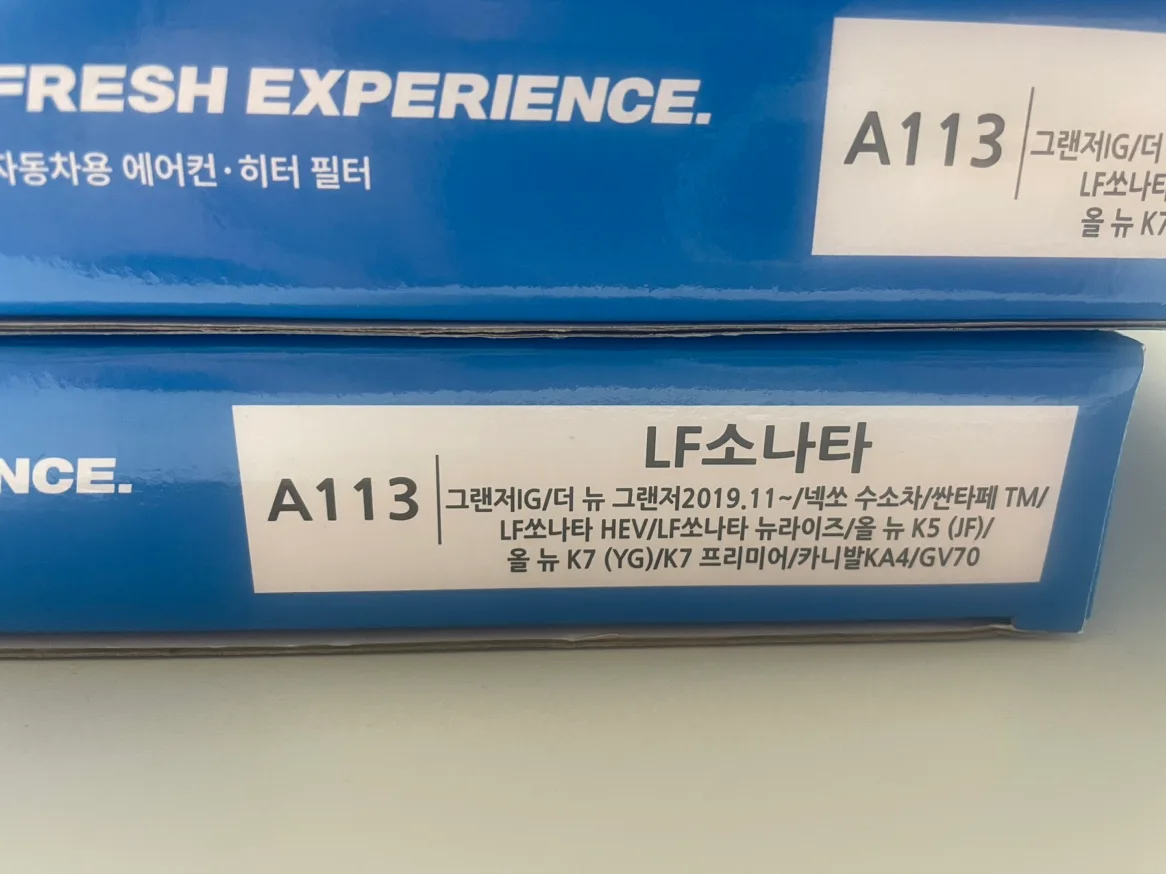 FRESH EXPERIENCE.
자동차용 에어컨·히터 필터
A113
그랜저IG/더
LF쏘나타
올 뉴 K7
NCE.
LF소나타
A113
그랜저IG/더 뉴 그랜저2019.11~/넥쏘 수소차/싼타페 TM/
LF쏘나타 HEV/LF쏘나타 뉴라이즈/올 뉴 K5 (JF)/
올 뉴 K7 (YG)/K7 프리미어/카니발KA4/GV70